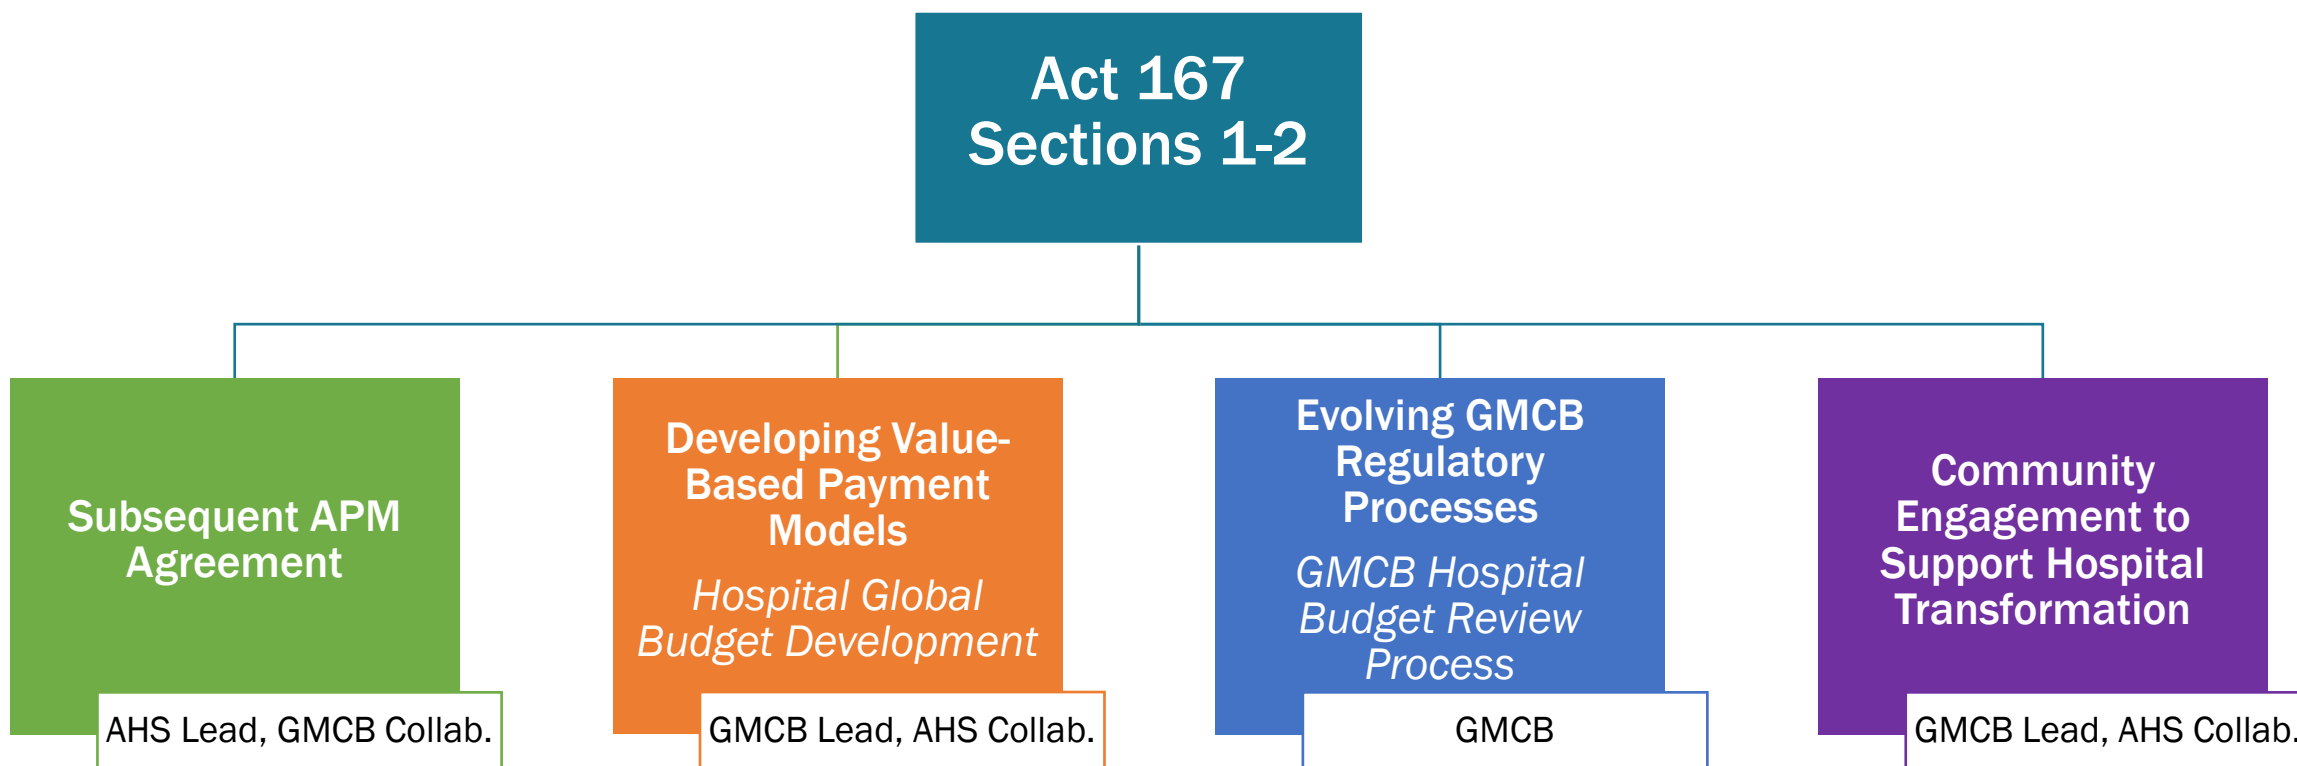 Act 167
Sections 1-2
Subsequent APM
Agreement
AHS Lead, GMCB Collab.
Developing Value-
Based Payment
Models
Hospital Global
Budget Development
GMCB Lead, AHS Collab.
Evolving GMCB
Regulatory
Processes
GMCB Hospital
Budget Review
Process
GMCB
Community
Engagement to
Support Hospital
Transformation
GMCB Lead, AHS Collab.